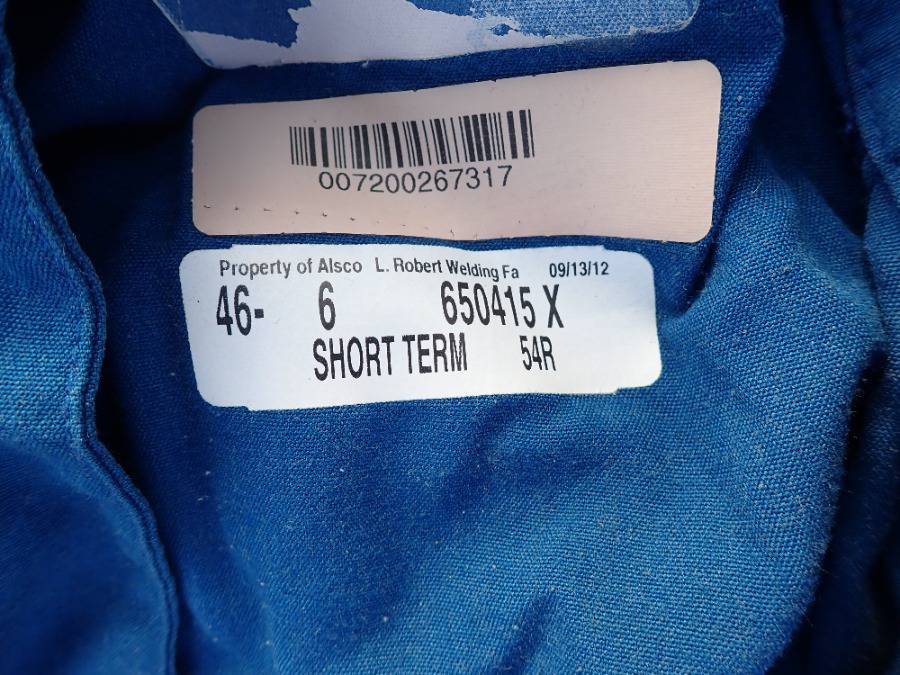 007200267317
Property of Alsco L. Robert Welding Fa 09/13/12
46- 6 650415 X
SHORT TERM 54R